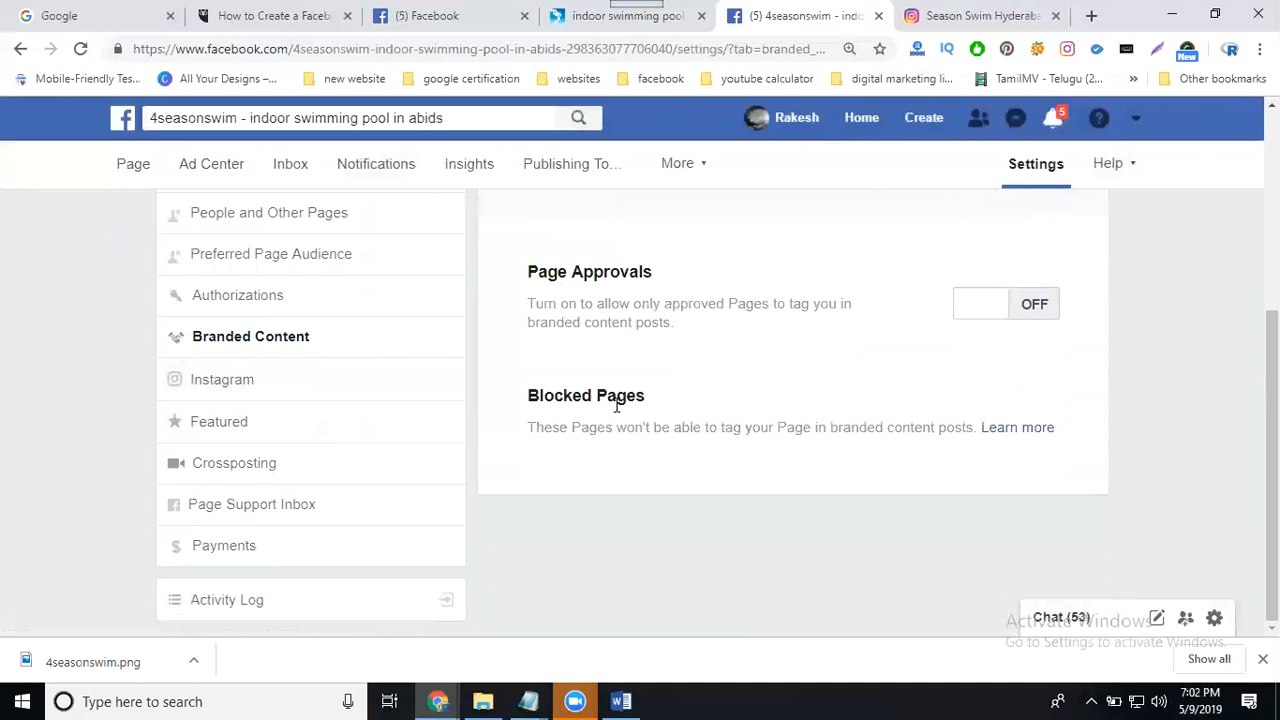 Google
How to Create a Faceb
(5) Facebook
indoor swimming pool
(5) 4seasonswim - indo
Season Swim Hyderaba
https://www.facebook.com/4seasonswim-indoor-swimming-pool-in-abids-298363077706040/settings/?tab=branded_...
IQ
New
Mobile-Friendly Tes...
All Your Designs –...
new website
google certification
websites
facebook
youtube calculator
digital marketing li...
TamilMV - Telugu (2...
Other bookmarks
4seasonswim - indoor swimming pool in abids
Rakesh
Home
Create
5
Page
Ad Center
Inbox
Notifications
Insights
Publishing To...
More
Settings
Help
People and Other Pages
Preferred Page Audience
Authorizations
Branded Content
Instagram
Featured
Crossposting
Page Support Inbox
Payments
Activity Log
Page Approvals
Turn on to allow only approved Pages to tag you in
branded content posts.
OFF
Blocked Pages
These Pages won't be able to tag your Page in branded content posts. Learn more
Chat (53)
Activate Windows
Go to Settings to activate Windows.
4seasonswim.png
Show all
Type here to search
7:02 PM
5/9/2019